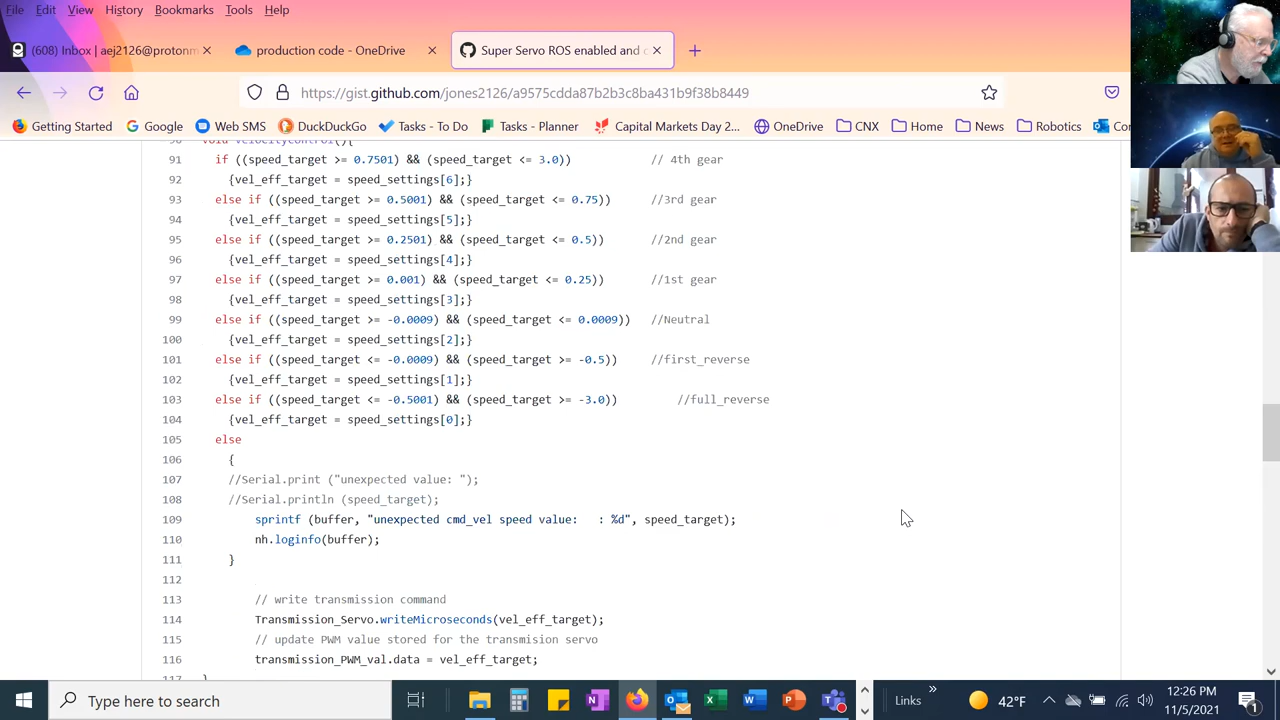 File Edit View History Bookmarks Tools Help
(608) Inbox | aej2126@protonm
production code - OneDrive
Super Servo ROS enabled and c
https://gist.github.com/jones2126/a9575cdda87b2b3c8ba431b9f38b8449
Getting Started Google Web SMS DuckDuckGo Tasks - To Do Tasks - Planner Capital Markets Day 2... OneDrive CNX Home News Robotics Cor
90 void velocitycontrol(){
91 if ((speed_target >= 0.7501) && (speed_target <= 3.0)) // 4th gear
92 {vel_eff_target = speed_settings[6];}
93 else if ((speed_target >= 0.5001) && (speed_target <= 0.75)) //3rd gear
94 {vel_eff_target = speed_settings[5];}
95 else if ((speed_target >= 0.2501) && (speed_target <= 0.5)) //2nd gear
96 {vel_eff_target = speed_settings[4];}
97 else if ((speed_target >= 0.001) && (speed_target <= 0.25)) //1st gear
98 {vel_eff_target = speed_settings[3];}
99 else if ((speed_target >= -0.0009) && (speed_target <= 0.0009)) //Neutral
100 {vel_eff_target = speed_settings[2];}
101 else if ((speed_target <= -0.0009) && (speed_target >= -0.5)) //first_reverse
102 {vel_eff_target = speed_settings[1];}
103 else if ((speed_target <= -0.5001) && (speed_target >= -3.0)) //full_reverse
104 {vel_eff_target = speed_settings[0];}
105 else
106 {
107 //Serial.print ("unexpected value: ");
108 //Serial.println (speed_target);
109 sprintf (buffer, "unexpected cmd_vel speed value:   : %d", speed_target);
110 nh.loginfo(buffer);
111 }
112
113 // write transmission command
114 Transmission_Servo.writeMicroseconds(vel_eff_target);
115 // update PWM value stored for the transmision servo
116 transmission_PWM_val.data = vel_eff_target;
117 }
Type here to search
Links
42°F
12:26 PM
11/5/2021